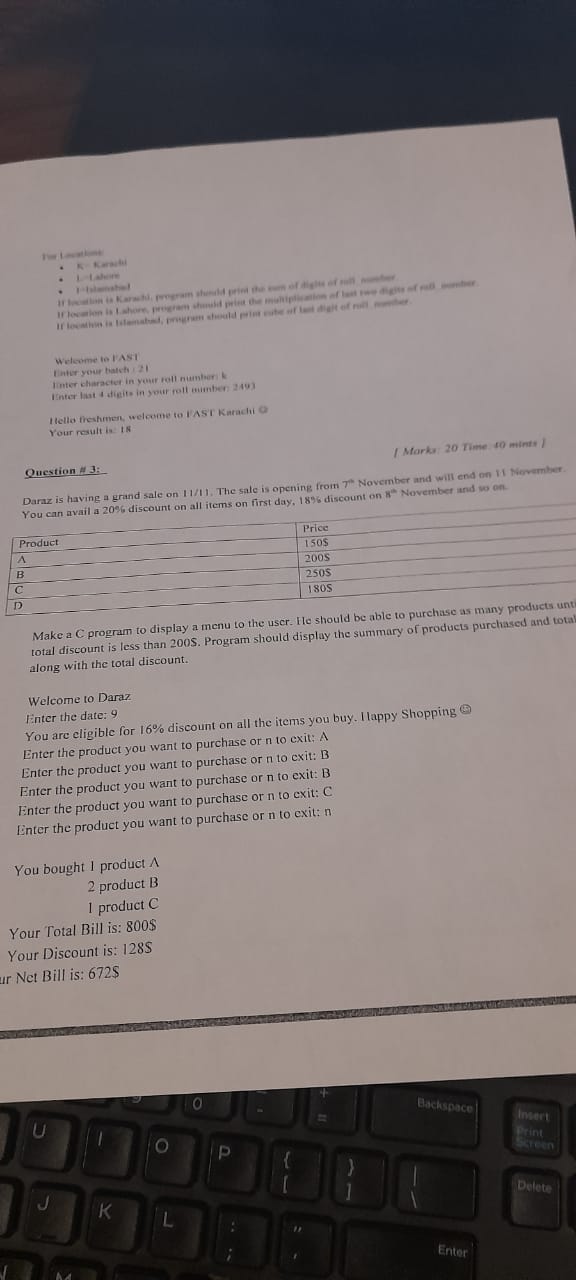 For Locations
• K- Karachi
• L-Lahore
• I-Islamabad
If location is Karachi, program should print the sum of digits of roll number
If location is Lahore, program should print the multiplication of last two digits of roll number
If location is Islamabad, program should print cube of last digit of roll number.
Welcome to FAST
Enter your batch : 21
Enter character in your roll number: k
Enter last 4 digits in your roll number: 2493
Hello freshmen, welcome to FAST Karachi ☺
Your result is: 18
[ Marks: 20 Time: 40 mints ]
Question # 3:
Daraz is having a grand sale on 11/11. The sale is opening from 7th November and will end on 11 November.
You can avail a 20% discount on all items on first day, 18% discount on 8th November and so on.
Product Price
A 150$
B 200$
C 250$
D 180$
Make a C program to display a menu to the user. He should be able to purchase as many products unti
total discount is less than 200$. Program should display the summary of products purchased and total
along with the total discount.
Welcome to Daraz
Enter the date: 9
You are eligible for 16% discount on all the items you buy. Happy Shopping ☺
Enter the product you want to purchase or n to exit: A
Enter the product you want to purchase or n to exit: B
Enter the product you want to purchase or n to exit: B
Enter the product you want to purchase or n to exit: C
Enter the product you want to purchase or n to exit: n
You bought 1 product A
2 product B
1 product C
Your Total Bill is: 800$
Your Discount is: 128$
ur Net Bill is: 672$
9 0 - + = Backspace Insert
Print
Screen
U I O P { [ } ] | \ Delete
J K L : ; " ' Enter
M